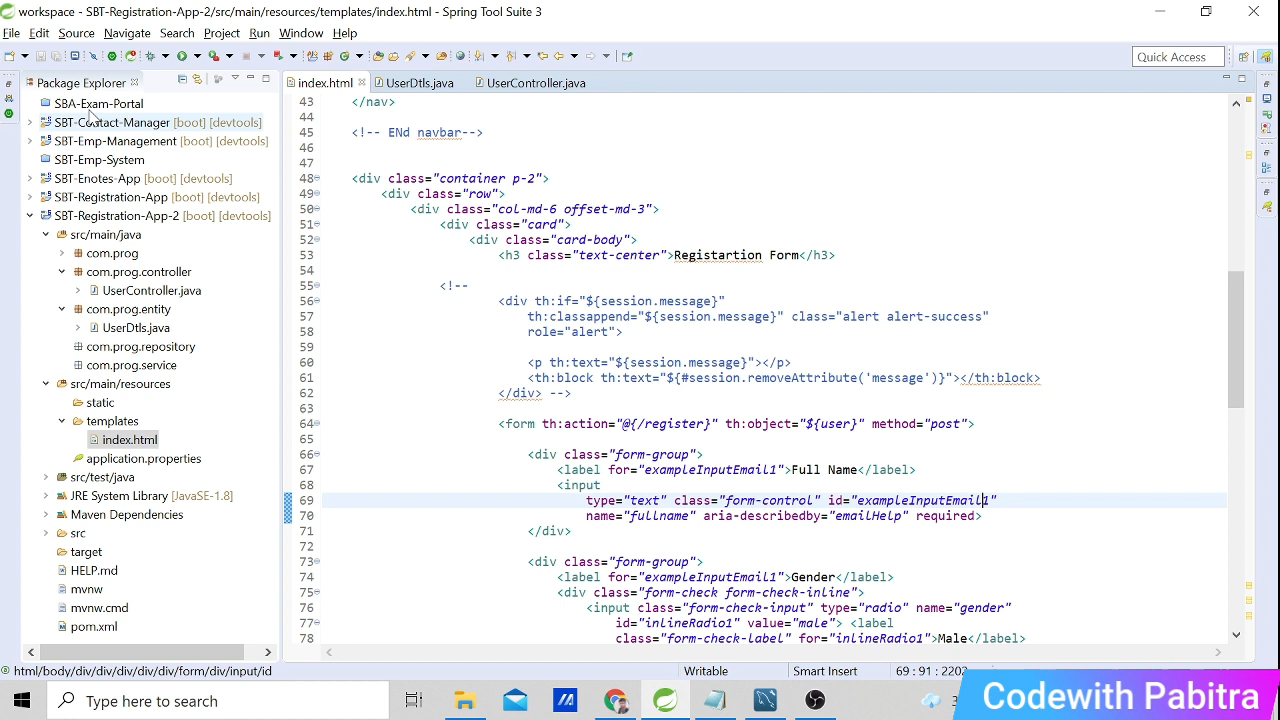 workspace - SBT-Registration-App-2/src/main/resources/templates/index.html - Spring Tool Suite 3
File Edit Source Navigate Search Project Run Window Help
Quick Access
Package Explorer
SBA-Exam-Portal
SBT-Contact-Manager [boot] [devtools]
SBT-Emp-Management [boot] [devtools]
SBT-Emp-System
SBT-Enotes-App [boot] [devtools]
SBT-Registration-App [boot] [devtools]
SBT-Registration-App-2 [boot] [devtools]
src/main/java
com.prog
com.prog.controller
UserController.java
com.prog.entity
UserDtls.java
com.prog.repository
com.prog.service
src/main/resources
static
templates
index.html
application.properties
src/test/java
JRE System Library [JavaSE-1.8]
Maven Dependencies
src
target
HELP.md
mvnw
mvnw.cmd
pom.xml
index.html UserDtls.java UserController.java
43 </nav>
44
45 <!-- ENd navbar-->
46
47
48 <div class="container p-2">
49 <div class="row">
50 <div class="col-md-6 offset-md-3">
51 <div class="card">
52 <div class="card-body">
53 <h3 class="text-center">Registartion Form</h3>
54
55 <!--
56 <div th:if="${session.message}"
57 th:classappend="${session.message}" class="alert alert-success"
58 role="alert">
59
60 <p th:text="${session.message}"></p>
61 <th:block th:text="${#session.removeAttribute('message')}"></th:block>
62 </div> -->
63
64 <form th:action="@{/register}" th:object="${user}" method="post">
65
66 <div class="form-group">
67 <label for="exampleInputEmail1">Full Name</label>
68 <input
69 type="text" class="form-control" id="exampleInputEmail1"
70 name="fullname" aria-describedby="emailHelp" required>
71 </div>
72
73 <div class="form-group">
74 <label for="exampleInputEmail1">Gender</label>
75 <div class="form-check form-check-inline">
76 <input class="form-check-input" type="radio" name="gender"
77 id="inlineRadio1" value="male"> <label
78 class="form-check-label" for="inlineRadio1">Male</label>
html/body/div/div/div/div/div/form/div/input/id
Writable
Smart Insert
69 : 91 : 2202
Type here to search
Codewith Pabitra